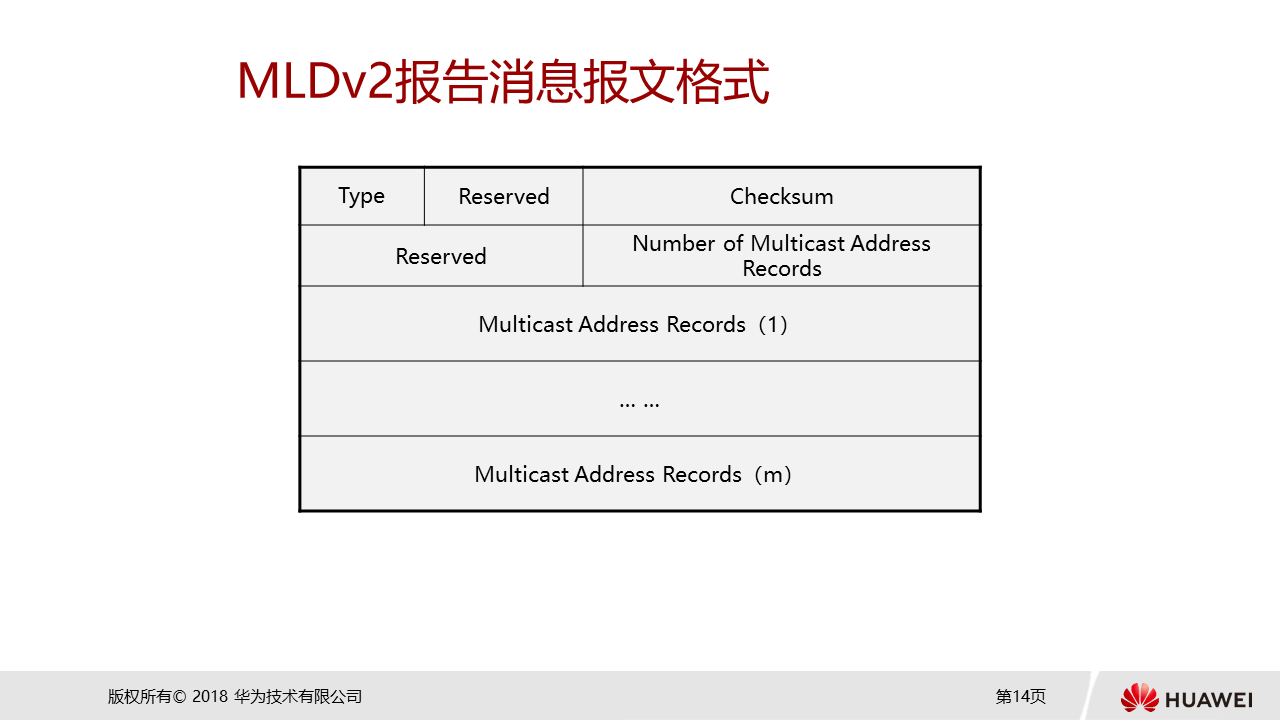 MLDv2报告消息报文格式
Type
Reserved
Checksum
Reserved
Number of Multicast Address
Records
Multicast Address Records（1）
… …
Multicast Address Records（m）
版权所有© 2018 华为技术有限公司
第14页
HUAWEI